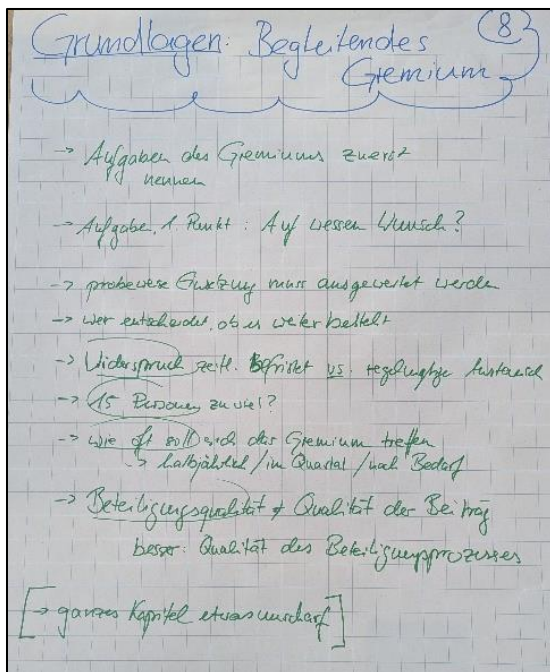 Grundlagen: Begleitendes (8)
Gremium
-> Aufgaben des Gremiums zuerst
nennen
-> Aufgabe, 1. Punkt: Auf wessen Wunsch?
-> probeweise Einsetzung muss ausgewertet werden
-> wer entscheidet, ob es weiter besteht
-> Widerspruch zeitl. Befristet vs. regelmäßige Austausch
-> 15 Personen zu viel?
-> wie oft soll sich das Gremium treffen
-> halbjährlich / im Quartal / nach Bedarf
-> Beteiligungsqualität ≠ Qualität der Beiträg
besser: Qualität des Beteiligungsprozesses
[-> ganzes Kapitel etwas unscharf]